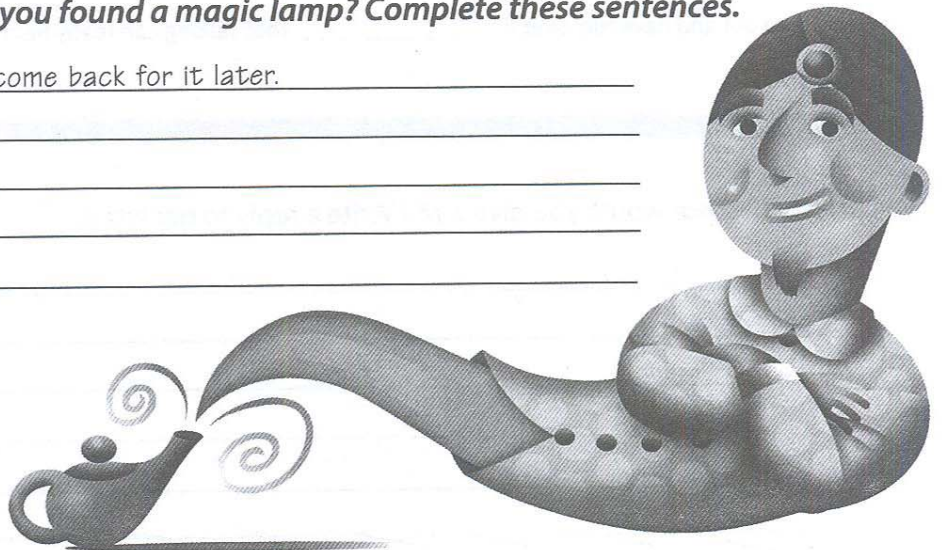 you found a magic lamp? Complete these sentences.
come back for it later.